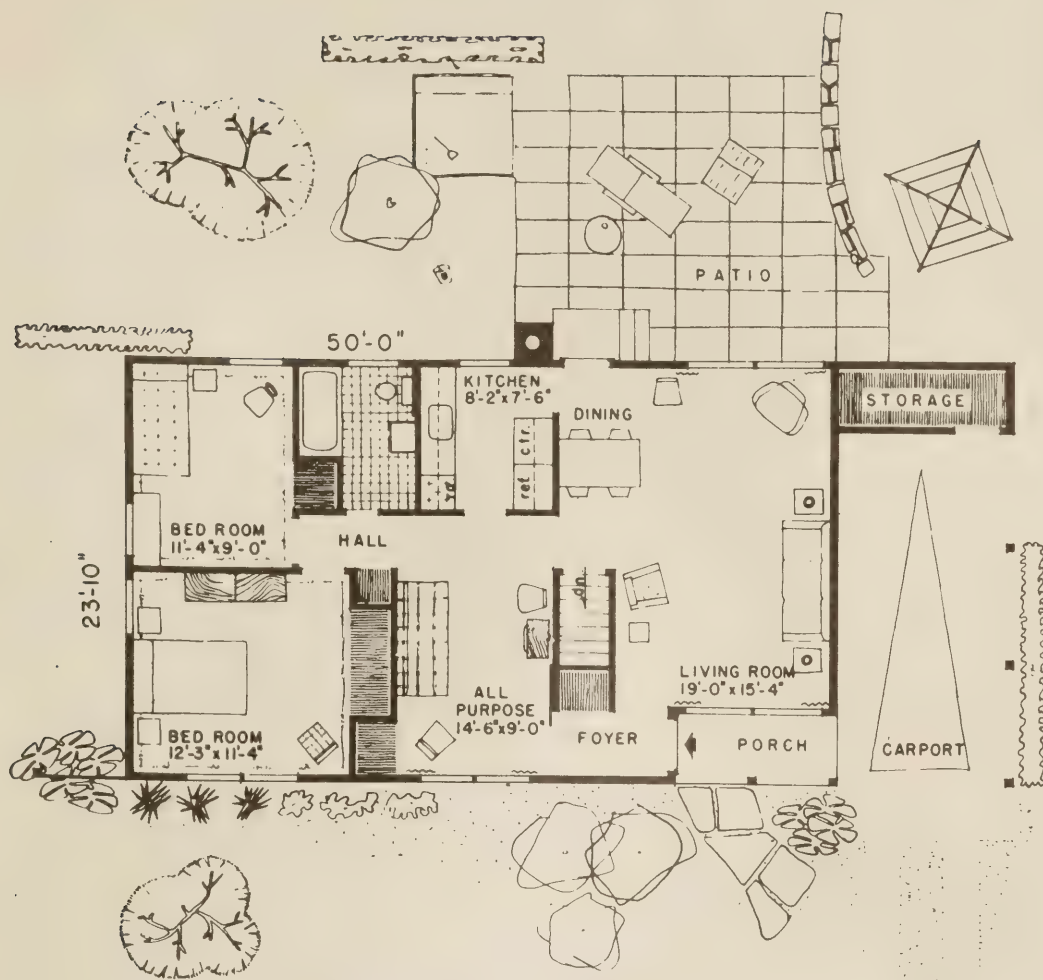 PATIO
50'-0"
KITCHEN
8'-2"x7'-6"
DINING
STORAGE
ctr.
ref.
ra
BED ROOM
11'-4"x9'-0"
HALL
23'-10"
dn
LIVING ROOM
19'-0"x15'-4"
ALL
PURPOSE
14'-6"x9'-0"
BED ROOM
12'-3"x11'-4"
FOYER
PORCH
CARPORT